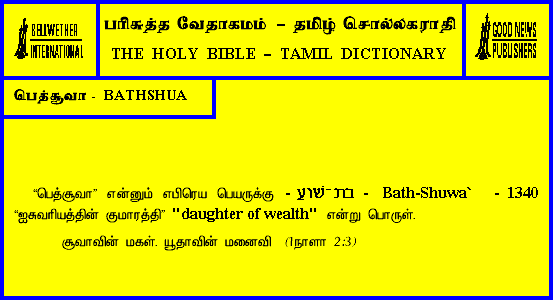 BELLWETHER
INTERNATIONAL
பரிசுத்த வேதாகமம் – தமிழ் சொல்லகராதி
THE HOLY BIBLE – TAMIL DICTIONARY
GOOD NEWS
PUBLISHERS
பெத்சூவா - BATHSHUA
“பெத்சூவா” என்னும் எபிரெய பெயருக்கு - בת־שׁוּע - Bath-Shuwa` - 1340
“ஐசுவரியத்தின் குமாரத்தி” "daughter of wealth" என்று பொருள்.
சூவாவின் மகள். யூதாவின் மனைவி (1நாளா 2:3)